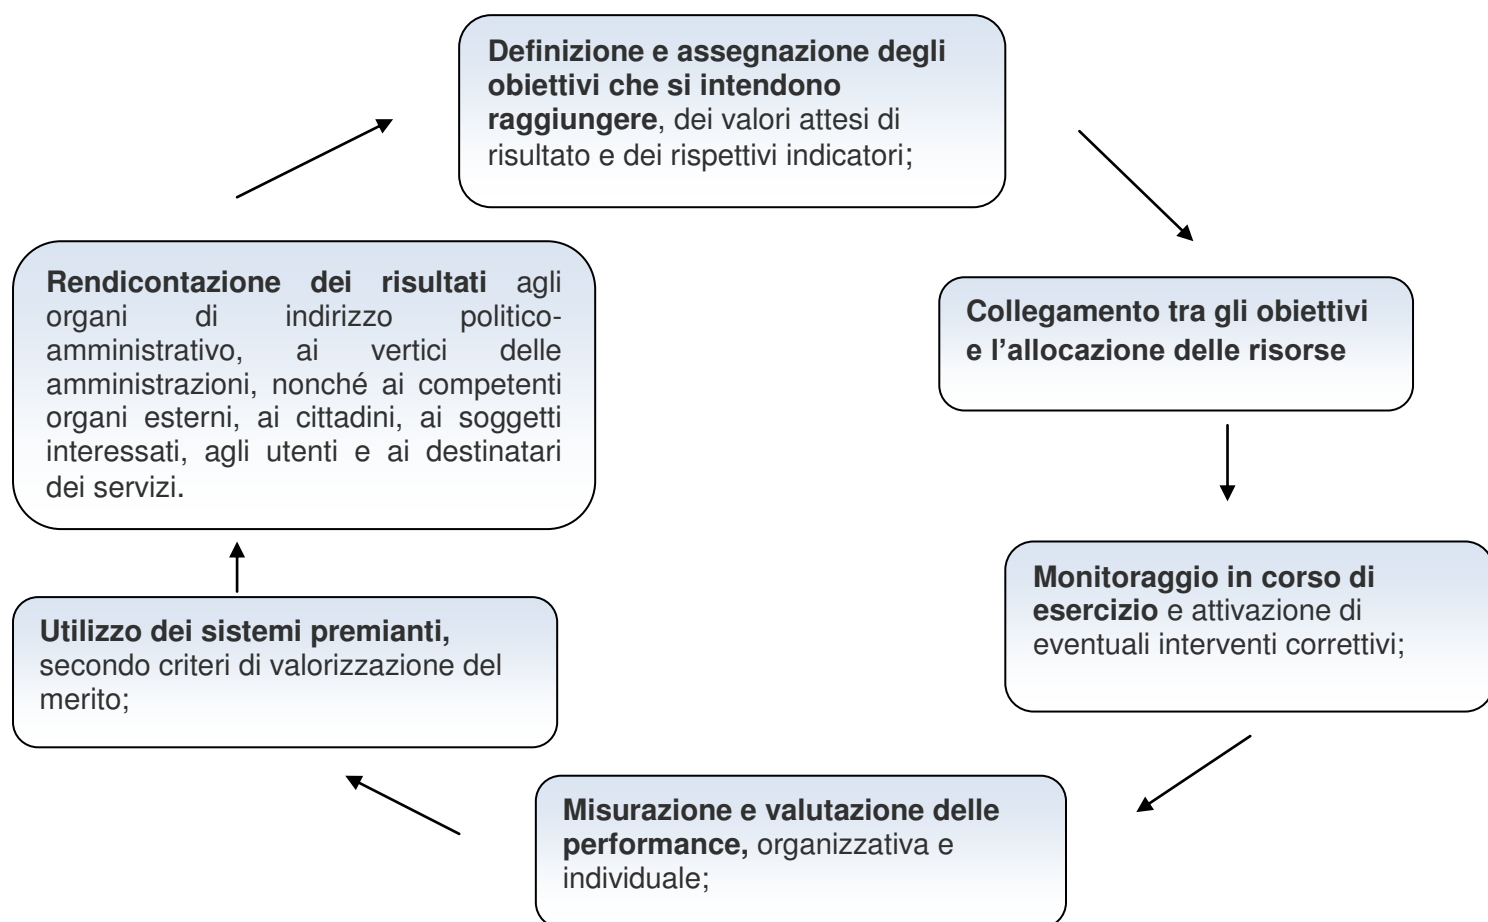 Definizione e assegnazione degli
obiettivi che si intendono
raggiungere, dei valori attesi di
risultato e dei rispettivi indicatori;
Collegamento tra gli obiettivi
e l’allocazione delle risorse
Monitoraggio in corso di
esercizio e attivazione di
eventuali interventi correttivi;
Misurazione e valutazione delle
performance, organizzativa e
individuale;
Utilizzo dei sistemi premianti,
secondo criteri di valorizzazione del
merito;
Rendicontazione dei risultati agli
organi di indirizzo politico-
amministrativo, ai vertici delle
amministrazioni, nonché ai competenti
organi esterni, ai cittadini, ai soggetti
interessati, agli utenti e ai destinatari
dei servizi.